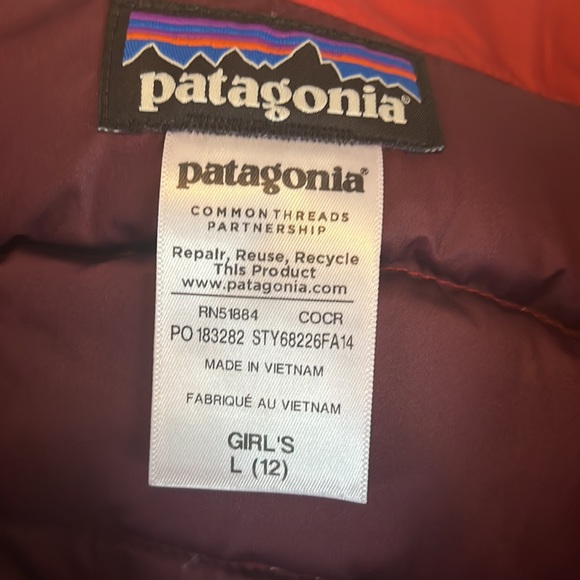 patagonia®
patagonia®
COMMON THREADS
PARTNERSHIP
Repair, Reuse, Recycle
This Product
www.patagonia.com
RN51884 COCR
PO 183282 STY68226FA14
MADE IN VIETNAM
FABRIQUÉ AU VIETNAM
GIRL'S
L (12)